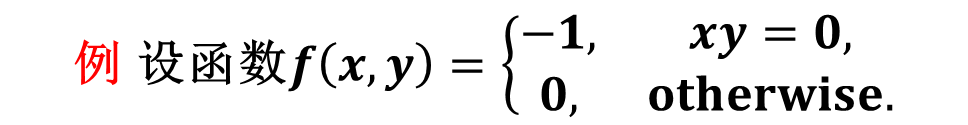 例 设函数f(x, y) = { −1, xy = 0,
0, otherwise.